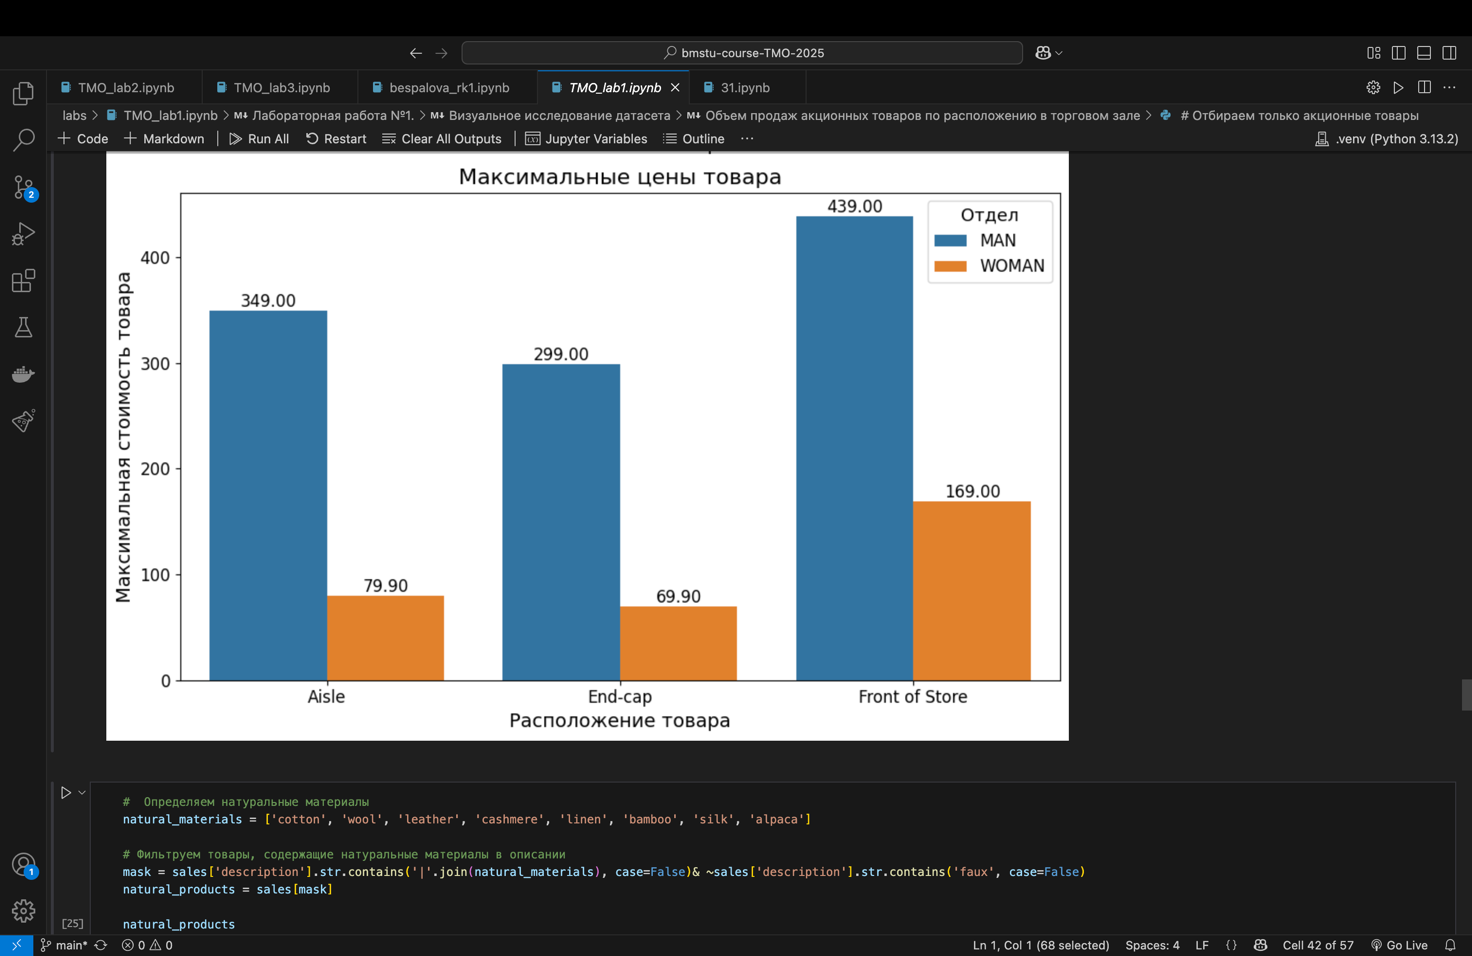 bmstu-course-TMO-2025
TMO_lab2.ipynb
TMO_lab3.ipynb
bespalova_rk1.ipynb
TMO_lab1.ipynb
31.ipynb
labs > TMO_lab1.ipynb > M↓ Лабораторная работа №1. > M↓ Визуальное исследование датасета > M↓ Объем продаж акционных товаров по расположению в торговом зале > # Отбираем только акционные товары
+ Code + Markdown | Run All Restart Clear All Outputs | Jupyter Variables Outline ...
.venv (Python 3.13.2)
2
Максимальные цены товара
439.00
Отдел
MAN
WOMAN
400
349.00
300
299.00
200
169.00
100
79.90
69.90
0
Максимальная стоимость товара
Aisle
End-cap
Front of Store
Расположение товара
# Определяем натуральные материалы
natural_materials = ['cotton', 'wool', 'leather', 'cashmere', 'linen', 'bamboo', 'silk', 'alpaca']
# Фильтруем товары, содержащие натуральные материалы в описании
mask = sales['description'].str.contains('|'.join(natural_materials), case=False)& ~sales['description'].str.contains('faux', case=False)
natural_products = sales[mask]
natural_products
[25]
1
main* 0 0
Ln 1, Col 1 (68 selected) Spaces: 4 LF {} Cell 42 of 57 Go Live